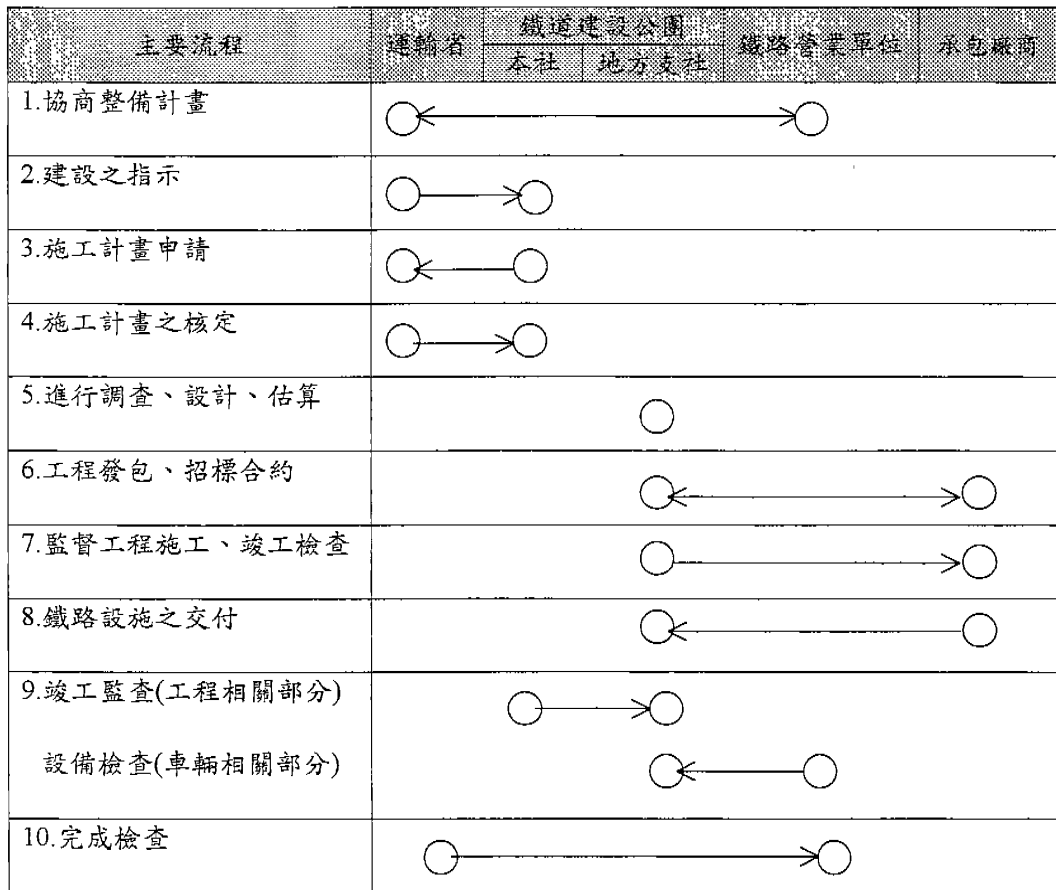 主要流程 運輸省 鐵道建設公團 鐵路營業單位 承包廠商
本社 地方支社
1.協商整備計畫
2.建設之指示
3.施工計畫申請
4.施工計畫之核定
5.進行調查、設計、估算
6.工程發包、招標合約
7.監督工程施工、竣工檢查
8.鐵路設施之交付
9.竣工監查(工程相關部分)
設備檢查(車輛相關部分)
10.完成檢查